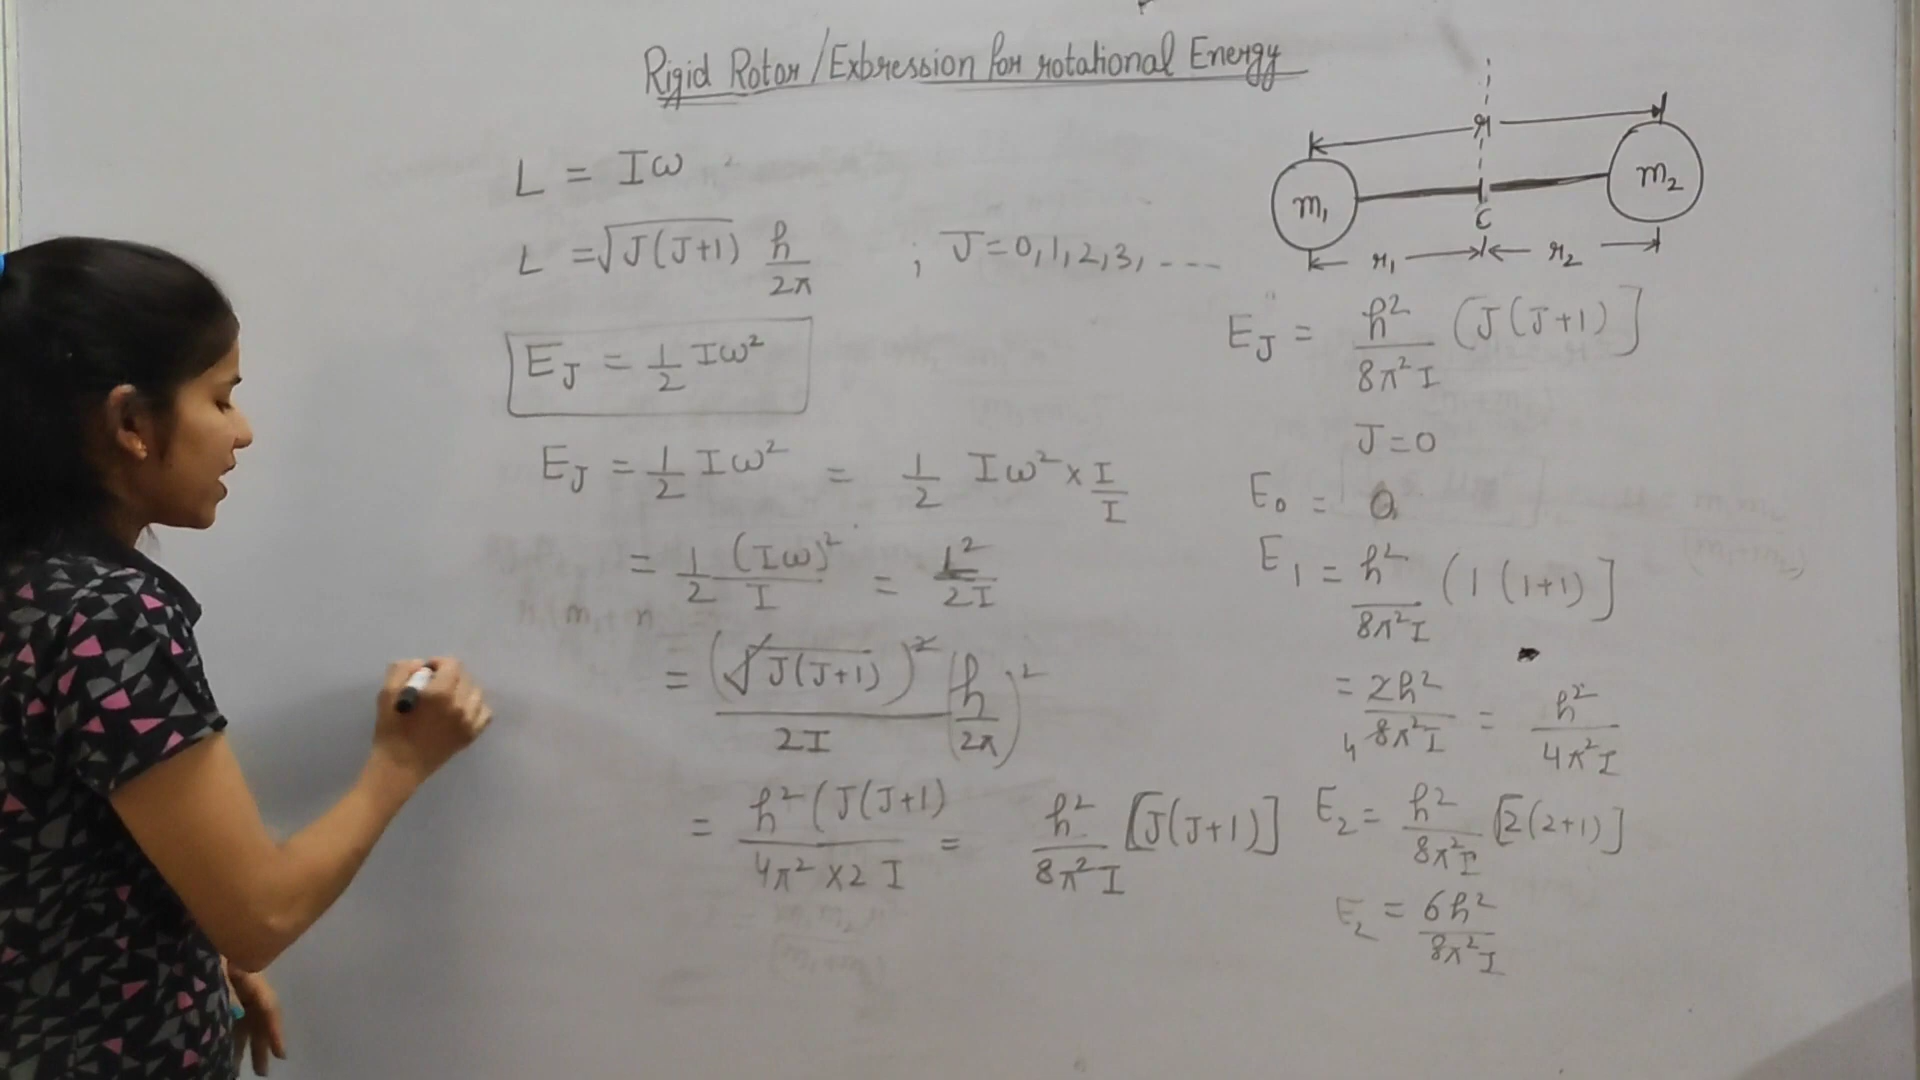 Rigid Rotor/Expression for rotational Energy
L = Iω
L = √J(J+1) h/2π ; J=0,1,2,3, ----
E_J = 1/2 Iω²
E_J = 1/2 Iω² = 1/2 Iω² × I/I
= 1/2 (Iω)²/I = L²/2I
= (√J(J+1))²/2I (h/2π)²
= h²(J(J+1)/4π²×2 I = h²/8π²I [J(J+1)]
r
m₁
m₂
C
r₁
r₂
E_J = h²/8π²I (J(J+1)]
J=0
E₀ = 0
E₁ = h²/8π²I (1(1+1)]
= 2h²/8π²I = h²/4π²I
4
E₂ = h²/8π²I [2(2+1)]
E₂ = 6h²/8π²I